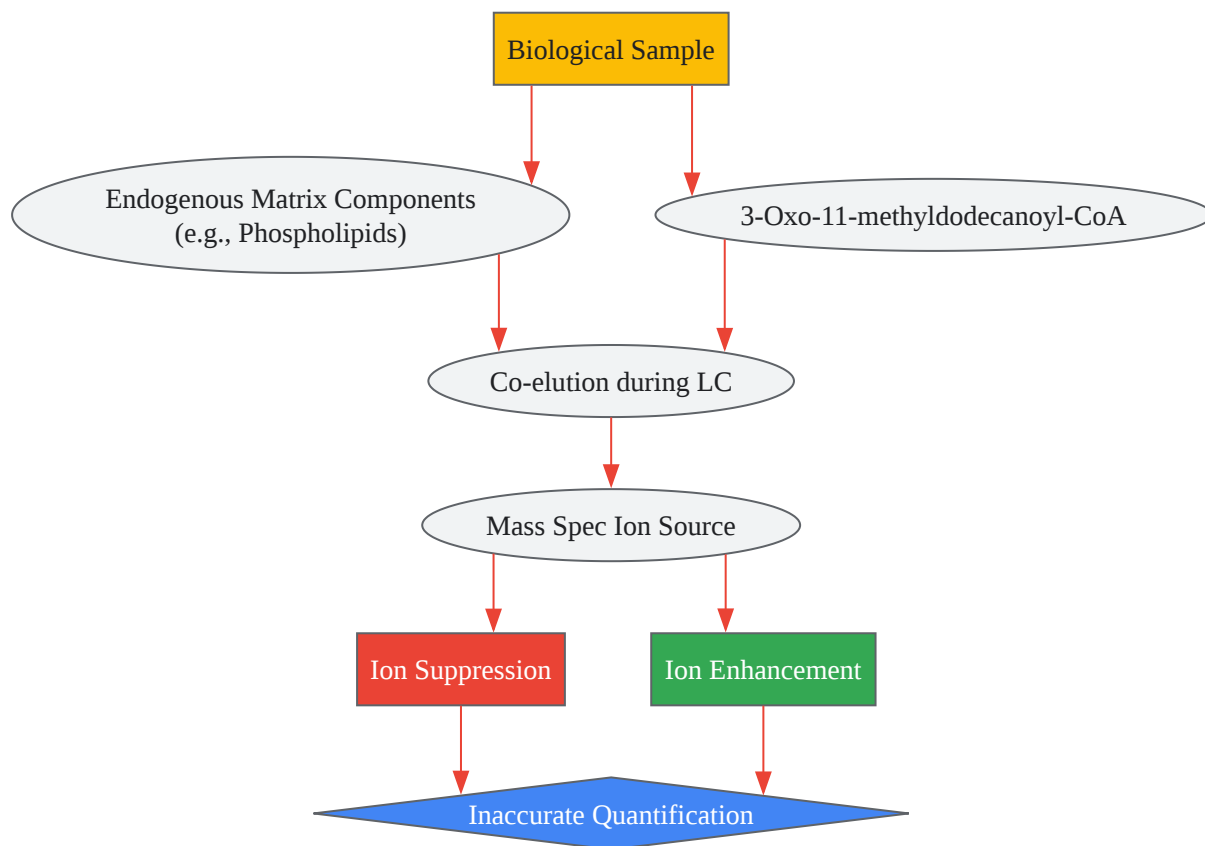 Biological Sample
Endogenous Matrix Components
(e.g., Phospholipids)
3-Oxo-11-methyldodecanoyl-CoA
Co-elution during LC
Mass Spec Ion Source
Ion Suppression
Ion Enhancement
Inaccurate Quantification